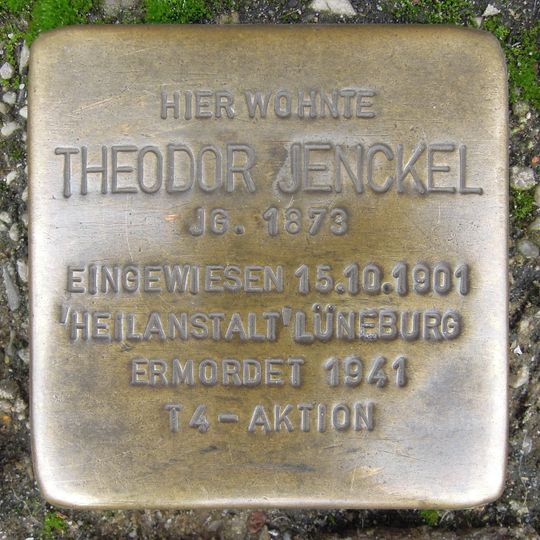 HIER WOHNTE
THEODOR JENCKEL
JG. 1873
EINGEWIESEN 15.10.1901
'HEILANSTALT' LÜNEBURG
ERMORDET 1941
T4-AKTION